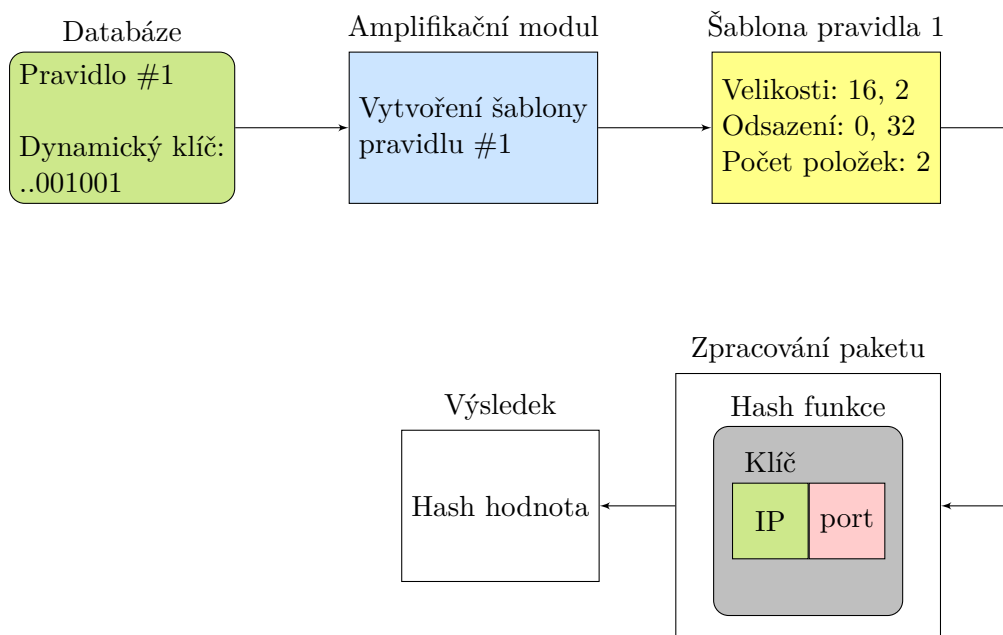 Databáze
Pravidlo #1
Dynamický klíč:
..001001
Amplifikační modul
Vytvoření šablony
pravidlu #1
Šablona pravidla 1
Velikosti: 16, 2
Odsazení: 0, 32
Počet položek: 2
Zpracování paketu
Hash funkce
Klíč
IP
port
Výsledek
Hash hodnota